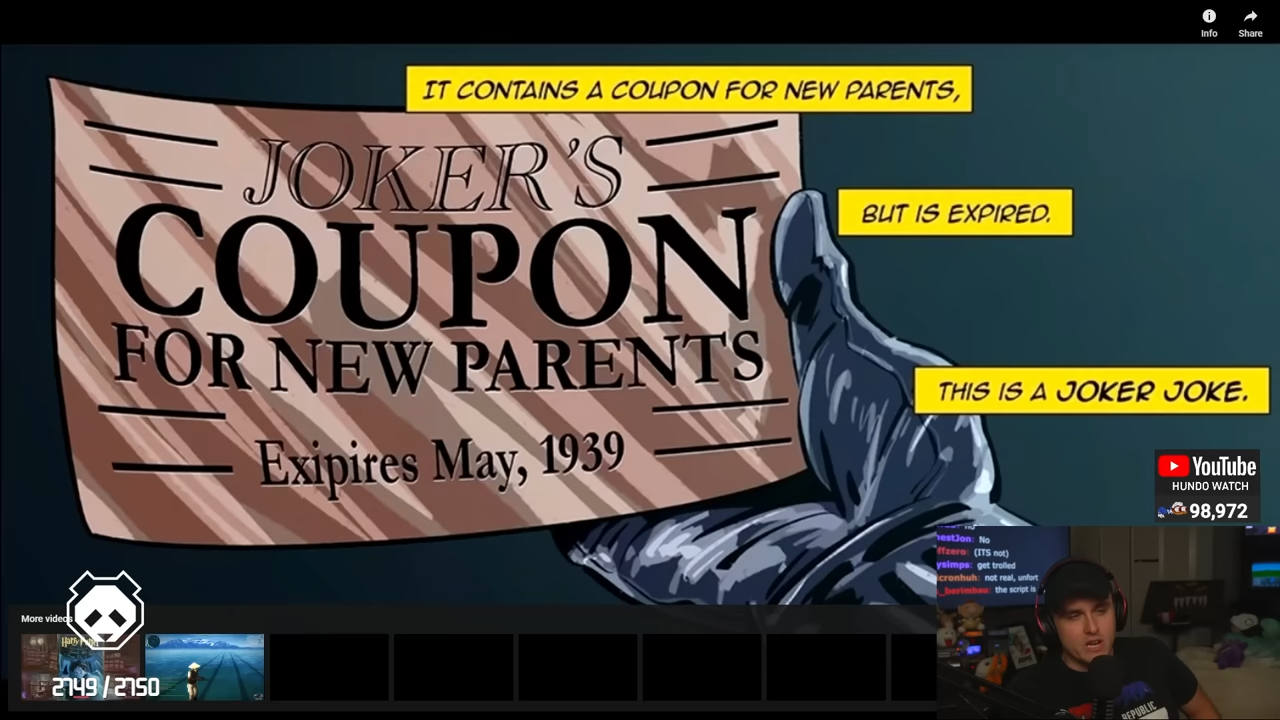 Info
Share
IT CONTAINS A COUPON FOR NEW PARENTS,
JOKER'S
COUPON
FOR NEW PARENTS
Exipires May, 1939
BUT IS EXPIRED.
THIS IS A JOKER JOKE.
YouTube
HUNDO WATCH
98,972
No
(ITS not)
get trolled
not real, unfort
the script is
More videos
2749 / 2750
REPUBLIC